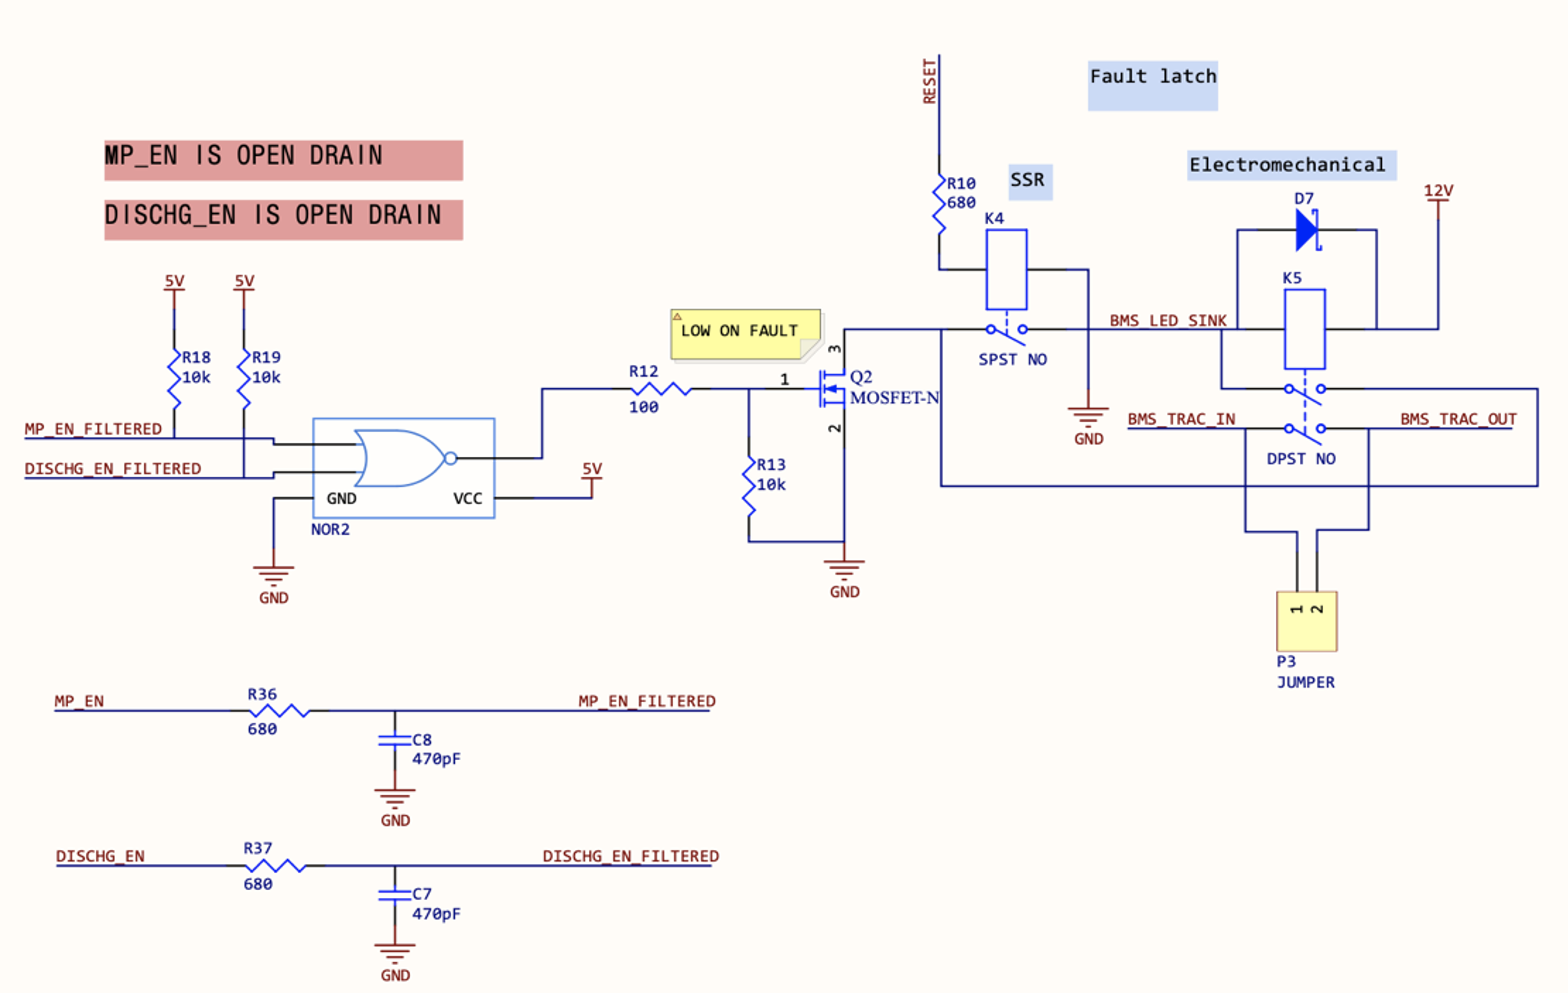 RESET
Fault latch
MP_EN IS OPEN DRAIN
DISCHG_EN IS OPEN DRAIN
SSR
Electromechanical
R10
680
K4
D7
12V
5V
5V
K5
LOW ON FAULT
BMS_LED_SINK
R18
10k
R19
10k
3
SPST NO
R12
100
1
Q2
MOSFET-N
2
GND
BMS_TRAC_IN
BMS_TRAC_OUT
DPST NO
MP_EN_FILTERED
DISCHG_EN_FILTERED
GND
VCC
5V
NOR2
R13
10k
GND
GND
1
2
P3
JUMPER
MP_EN
R36
680
MP_EN_FILTERED
C8
470pF
GND
DISCHG_EN
R37
680
DISCHG_EN_FILTERED
C7
470pF
GND